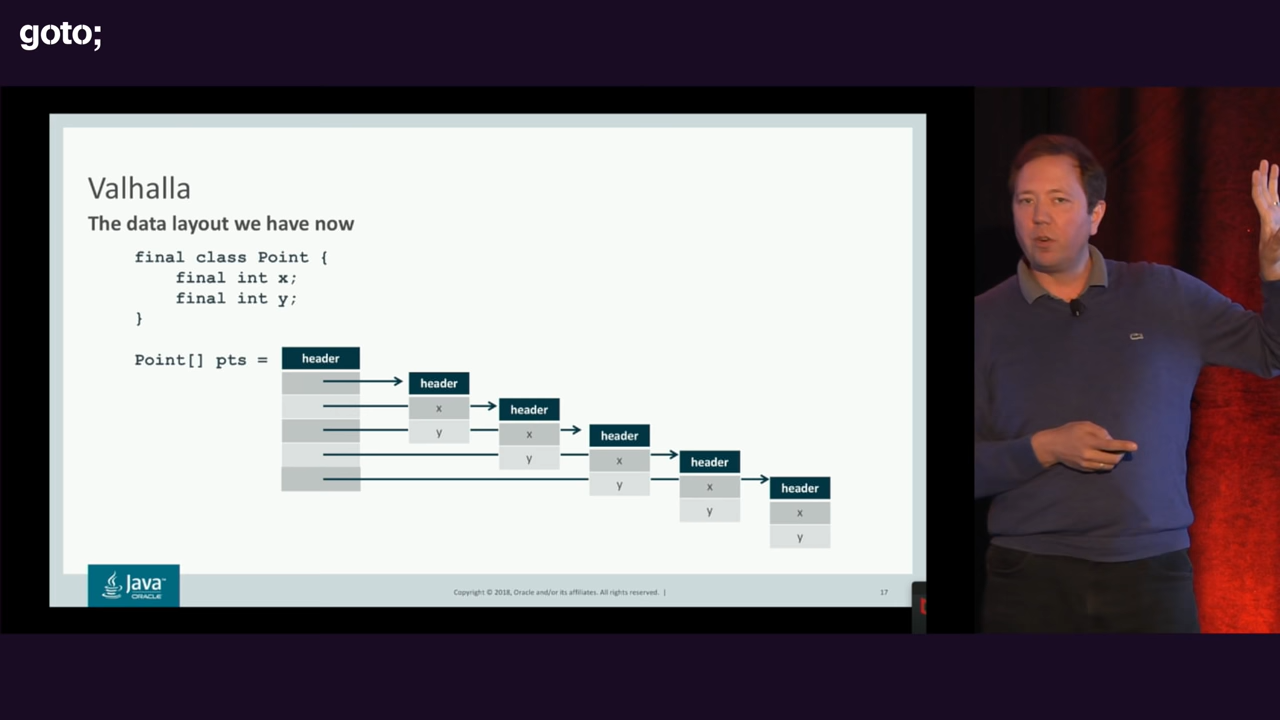 goto;
Valhalla
The data layout we have now
final class Point {
final int x;
final int y;
}
Point[] pts =
header
header
x
y
header
x
y
header
x
y
header
x
y
header
x
y
Java™
ORACLE
Copyright © 2018, Oracle and/or its affiliates. All rights reserved. |
17